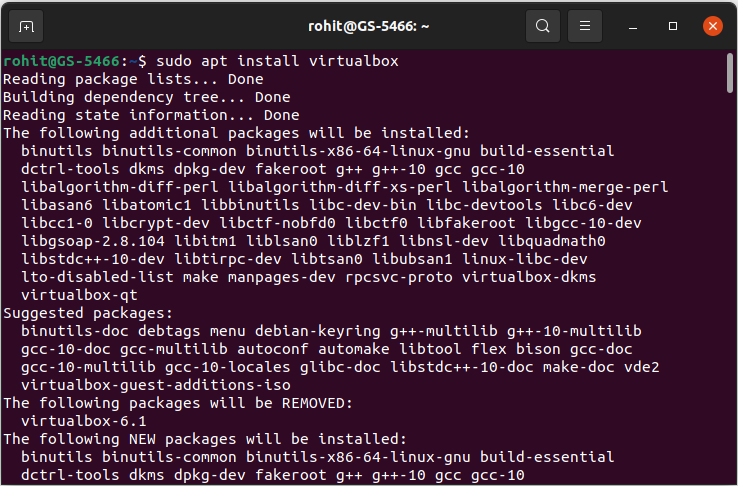 rohit@GS-5466: ~
rohit@GS-5466:~$ sudo apt install virtualbox
Reading package lists... Done
Building dependency tree... Done
Reading state information... Done
The following additional packages will be installed:
binutils binutils-common binutils-x86-64-linux-gnu build-essential
dctrl-tools dkms dpkg-dev fakeroot g++ g++-10 gcc gcc-10
libalgorithm-diff-perl libalgorithm-diff-xs-perl libalgorithm-merge-perl
libasan6 libatomic1 libbinutils libc-dev-bin libc-devtools libc6-dev
libcc1-0 libcrypt-dev libctf-nobfd0 libctf0 libfakeroot libgcc-10-dev
libgsoap-2.8.104 libitm1 liblsan0 liblzf1 libnsl-dev libquadmath0
libstdc++-10-dev libtirpc-dev libtsan0 libubsan1 linux-libc-dev
lto-disabled-list make manpages-dev rpcsvc-proto virtualbox-dkms
virtualbox-qt
Suggested packages:
binutils-doc debtags menu debian-keyring g++-multilib g++-10-multilib
gcc-10-doc gcc-multilib autoconf automake libtool flex bison gcc-doc
gcc-10-multilib gcc-10-locales glibc-doc libstdc++-10-doc make-doc vde2
virtualbox-guest-additions-iso
The following packages will be REMOVED:
virtualbox-6.1
The following NEW packages will be installed:
binutils binutils-common binutils-x86-64-linux-gnu build-essential
dctrl-tools dkms dpkg-dev fakeroot g++ g++-10 gcc gcc-10